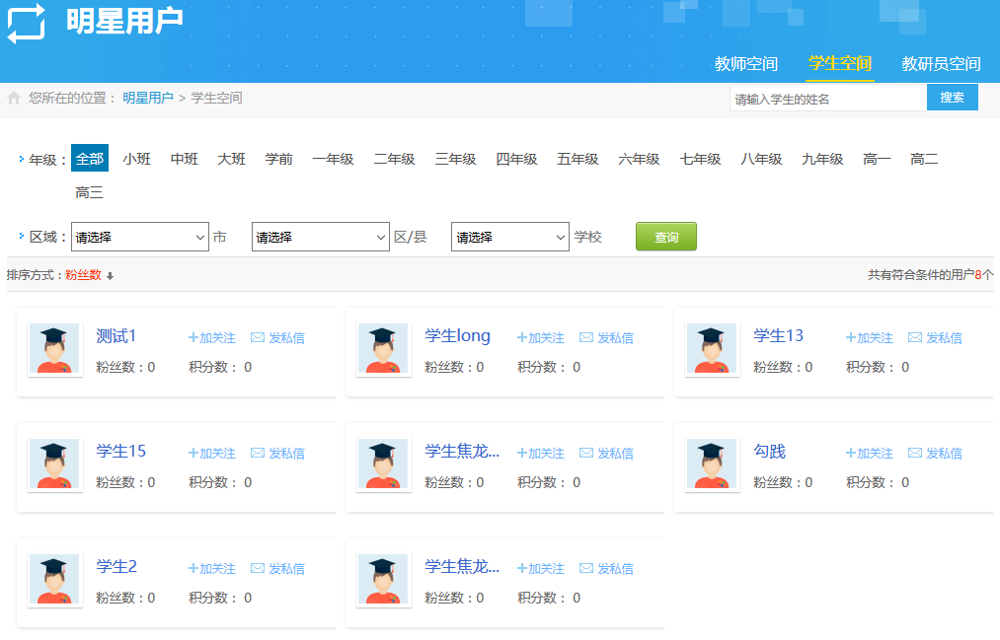 明星用户
教师空间 学生空间 教研员空间
您所在的位置： 明星用户 > 学生空间 请输入学生的姓名 搜索
年级： 全部 小班 中班 大班 学前 一年级 二年级 三年级 四年级 五年级 六年级 七年级 八年级 九年级 高一 高二
高三
区域： 请选择 市 请选择 区/县 请选择 学校 查询
排序方式：粉丝数 共有符合条件的用户8个
测试1 +加关注 发私信 学生long +加关注 发私信 学生13 +加关注 发私信
粉丝数：0 积分数： 0 粉丝数：0 积分数： 0 粉丝数：0 积分数： 0
学生15 +加关注 发私信 学生焦龙... +加关注 发私信 勾践 +加关注 发私信
粉丝数：0 积分数： 0 粉丝数：0 积分数： 0 粉丝数：0 积分数： 0
学生2 +加关注 发私信 学生焦龙... +加关注 发私信
粉丝数：0 积分数： 0 粉丝数：0 积分数： 0